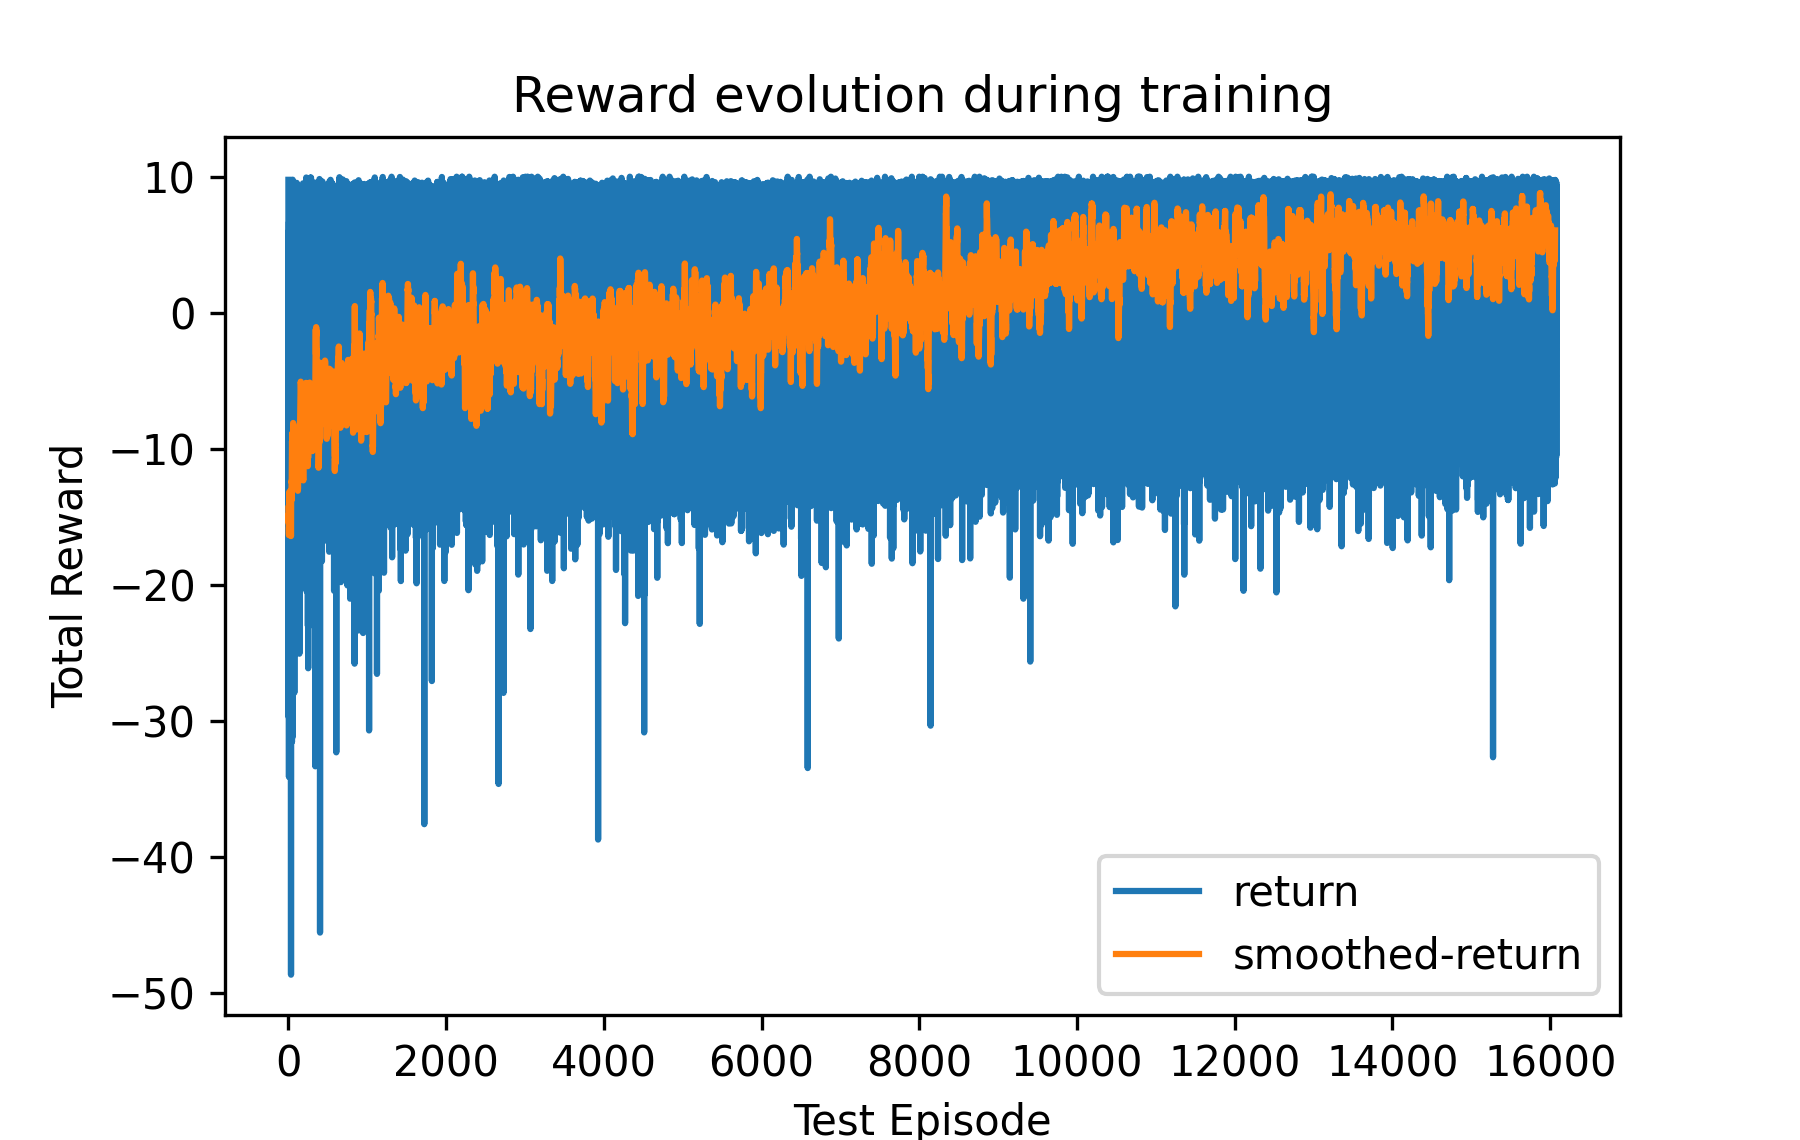 Reward evolution during training
Total Reward
10
0
−10
−20
−30
−40
−50
return
smoothed-return
0 2000 4000 6000 8000 10000 12000 14000 16000
Test Episode